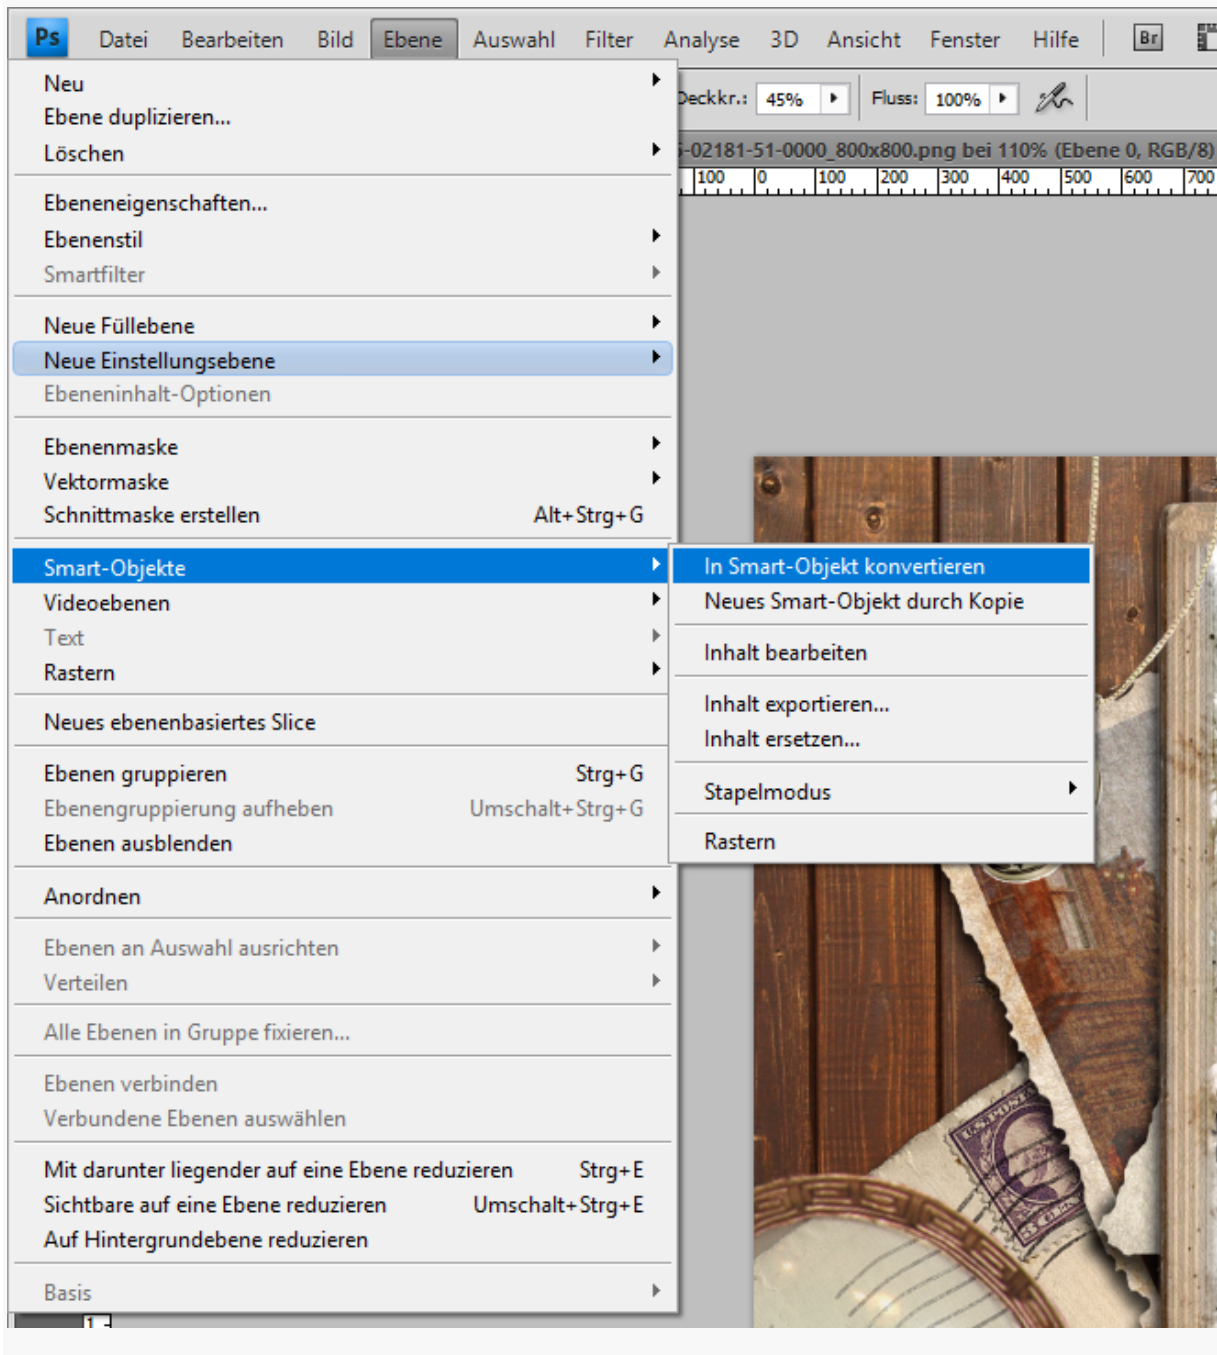 Ps Datei Bearbeiten Bild Ebene Auswahl Filter Analyse 3D Ansicht Fenster Hilfe Br
Deckkr.: 45% Fluss: 100%
-02181-51-0000_800x800.png bei 110% (Ebene 0, RGB/8)
100 0 100 200 300 400 500 600 700
Neu
Ebene duplizieren...
Löschen
Ebeneneigenschaften...
Ebenenstil
Smartfilter
Neue Füllebene
Neue Einstellungsebene
Ebeneninhalt-Optionen
Ebenenmaske
Vektormaske
Schnittmaske erstellen Alt+Strg+G
Smart-Objekte
Videoebenen
Text
Rastern
Neues ebenenbasiertes Slice
Ebenen gruppieren Strg+G
Ebenengruppierung aufheben Umschalt+Strg+G
Ebenen ausblenden
Anordnen
Ebenen an Auswahl ausrichten
Verteilen
Alle Ebenen in Gruppe fixieren...
Ebenen verbinden
Verbundene Ebenen auswählen
Mit darunter liegender auf eine Ebene reduzieren Strg+E
Sichtbare auf eine Ebene reduzieren Umschalt+Strg+E
Auf Hintergrundebene reduzieren
Basis
In Smart-Objekt konvertieren
Neues Smart-Objekt durch Kopie
Inhalt bearbeiten
Inhalt exportieren...
Inhalt ersetzen...
Stapelmodus
Rastern
1